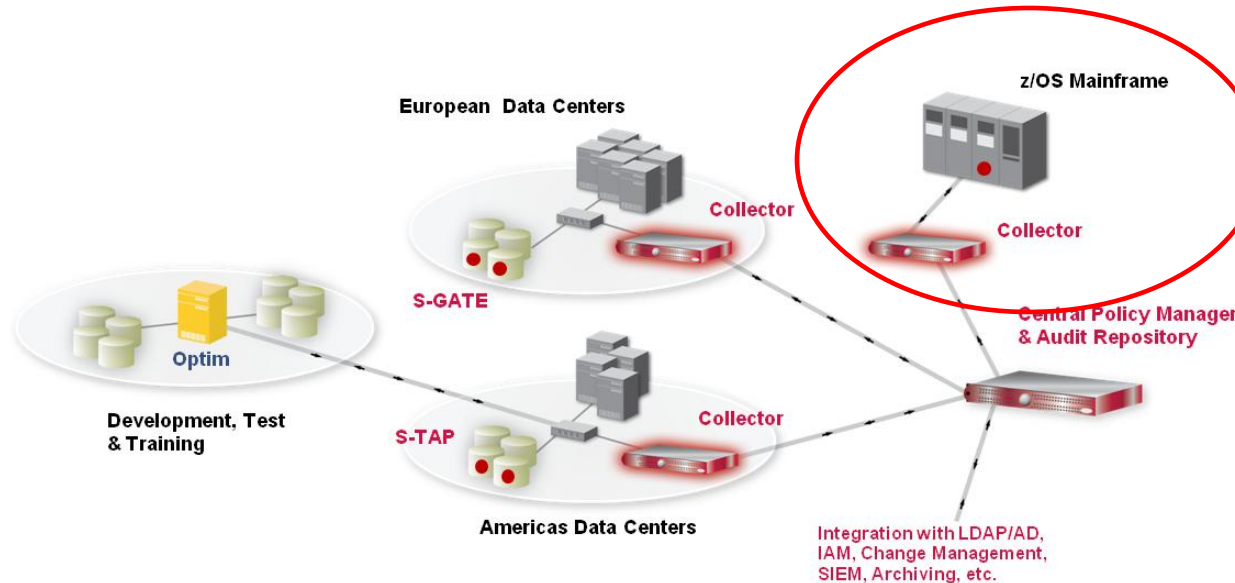 z/OS Mainframe
European Data Centers
Collector
Collector
S-GATE
Central Policy Manager
& Audit Repository
Optim
Development, Test
& Training
Collector
S-TAP
Americas Data Centers
Integration with LDAP/AD,
IAM, Change Management,
SIEM, Archiving, etc.